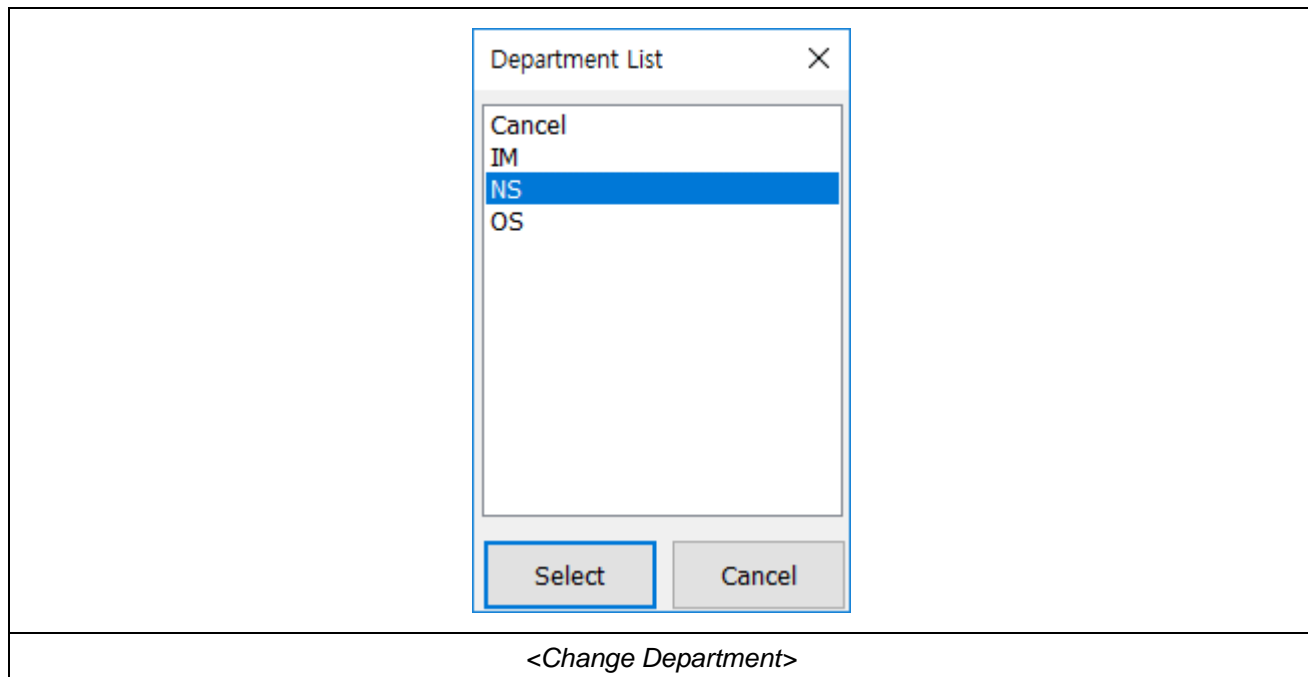 Department List
Cancel
IM
NS
OS
Select Cancel
<Change Department>